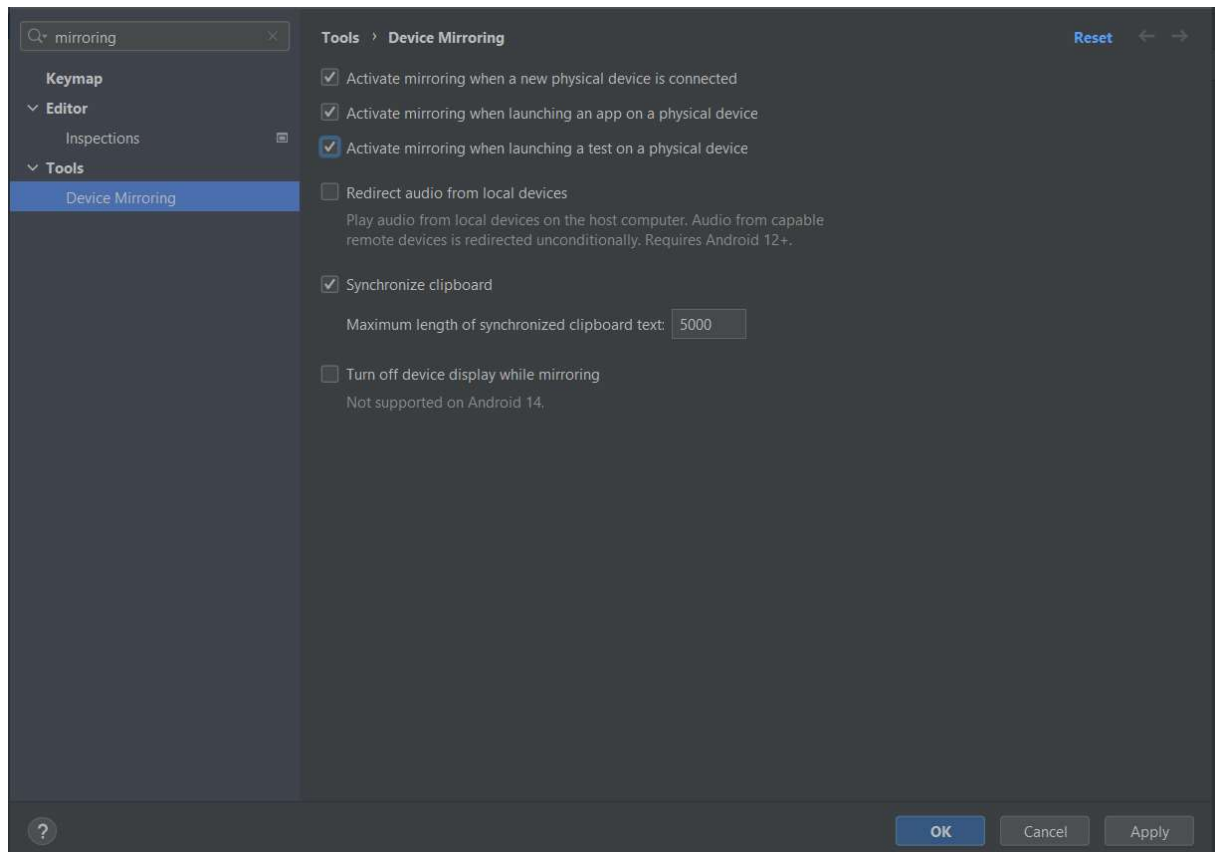 mirroring
Keymap
Editor
Inspections
Tools
Device Mirroring
Tools › Device Mirroring
Reset
Activate mirroring when a new physical device is connected
Activate mirroring when launching an app on a physical device
Activate mirroring when launching a test on a physical device
Redirect audio from local devices
Play audio from local devices on the host computer. Audio from capable
remote devices is redirected unconditionally. Requires Android 12+.
Synchronize clipboard
Maximum length of synchronized clipboard text: 5000
Turn off device display while mirroring
Not supported on Android 14.
?
OK
Cancel
Apply